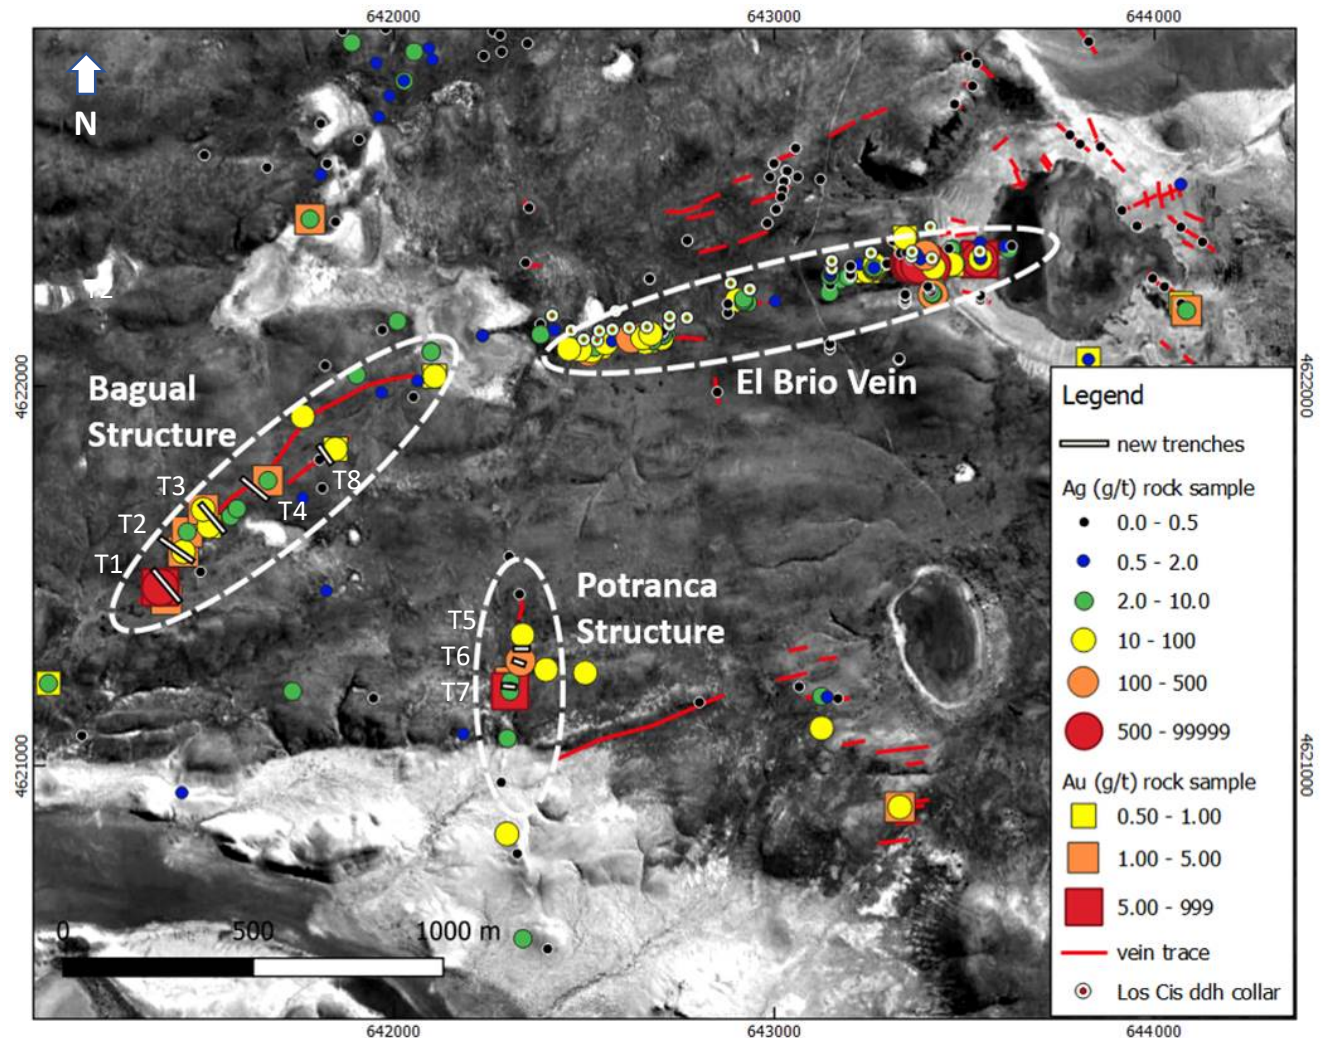 642000
643000
644000
N
4622000
4622000
Bagual
Structure
El Brio Vein
T3
T8
T4
T2
T1
Potranca
Structure
T5
T6
T7
4621000
4621000
0
500
1000 m
642000
643000
644000
Legend
new trenches
Ag (g/t) rock sample
0.0 - 0.5
0.5 - 2.0
2.0 - 10.0
10 - 100
100 - 500
500 - 99999
Au (g/t) rock sample
0.50 - 1.00
1.00 - 5.00
5.00 - 999
vein trace
Los Cis ddh collar